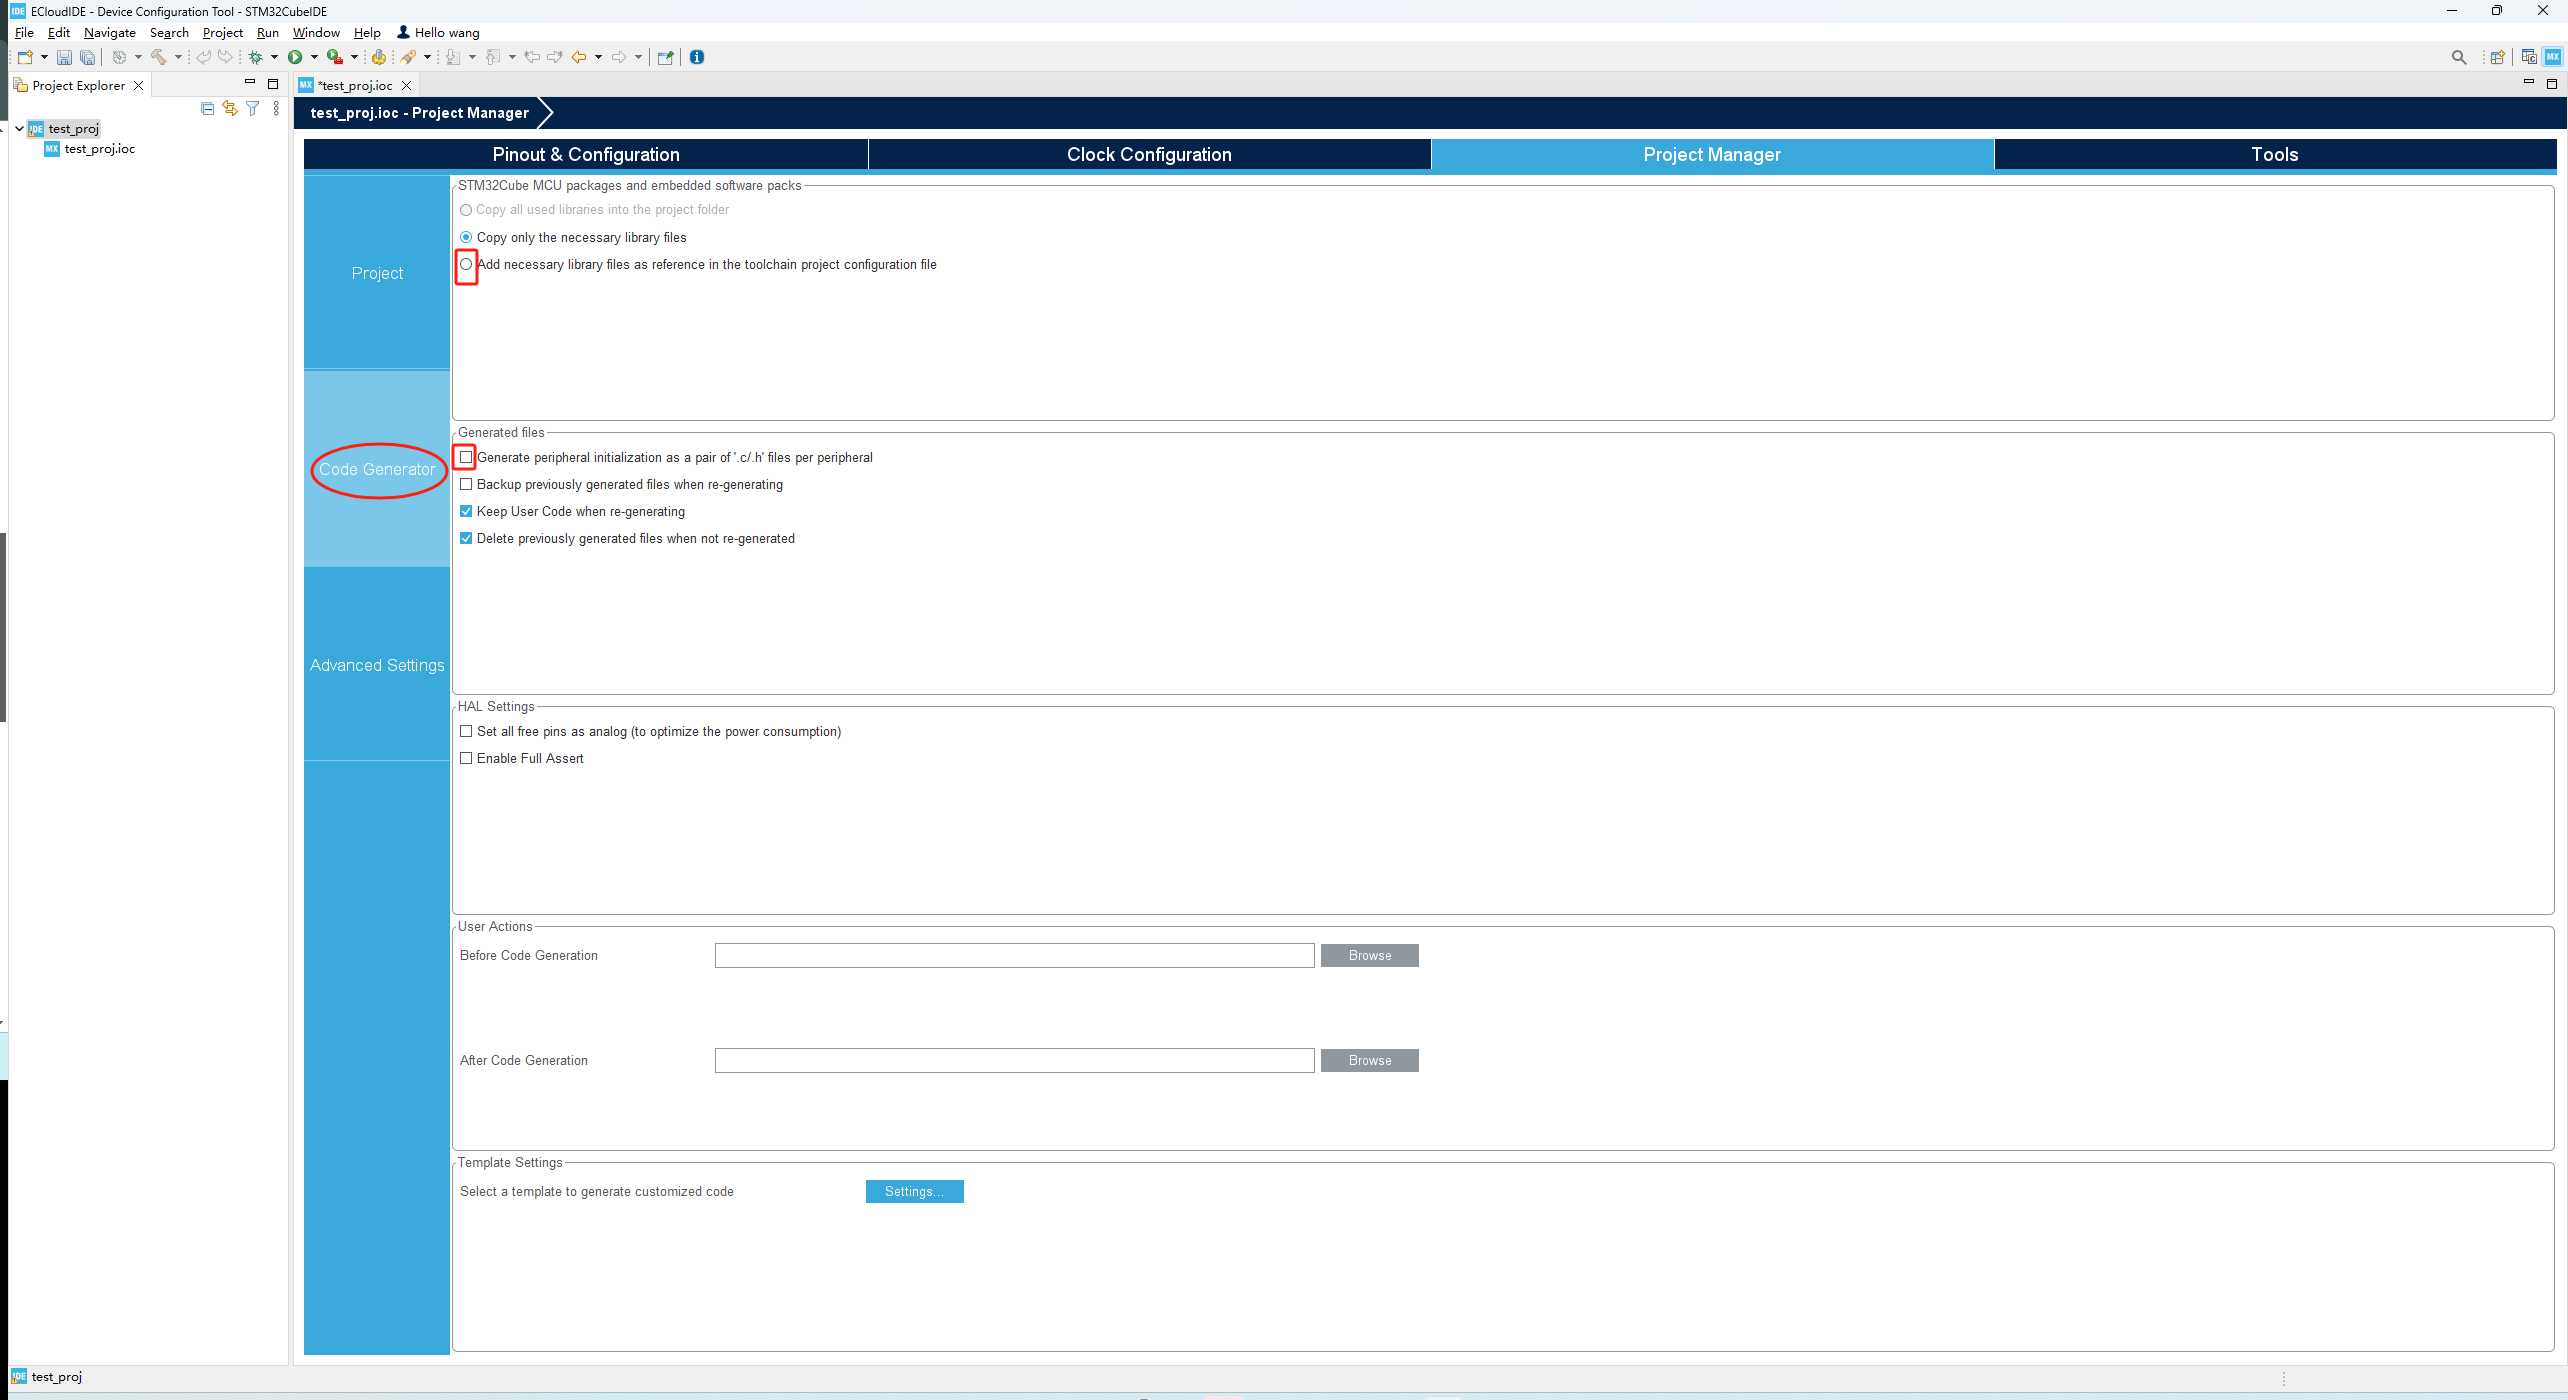 IDE ECloudIDE - Device Configuration Tool - STM32CubeIDE
File Edit Navigate Search Project Run Window Help Hello wang
Project Explorer
MX *test_proj.ioc
test_proj.ioc - Project Manager
IDE test_proj
MX test_proj.ioc
Pinout & Configuration
Clock Configuration
Project Manager
Tools
Project
Code Generator
Advanced Settings
STM32Cube MCU packages and embedded software packs
Copy all used libraries into the project folder
Copy only the necessary library files
Add necessary library files as reference in the toolchain project configuration file
Generated files
Generate peripheral initialization as a pair of '.c/.h' files per peripheral
Backup previously generated files when re-generating
Keep User Code when re-generating
Delete previously generated files when not re-generated
HAL Settings
Set all free pins as analog (to optimize the power consumption)
Enable Full Assert
User Actions
Before Code Generation
Browse
After Code Generation
Browse
Template Settings
Select a template to generate customized code
Settings...
IDE test_proj
MX